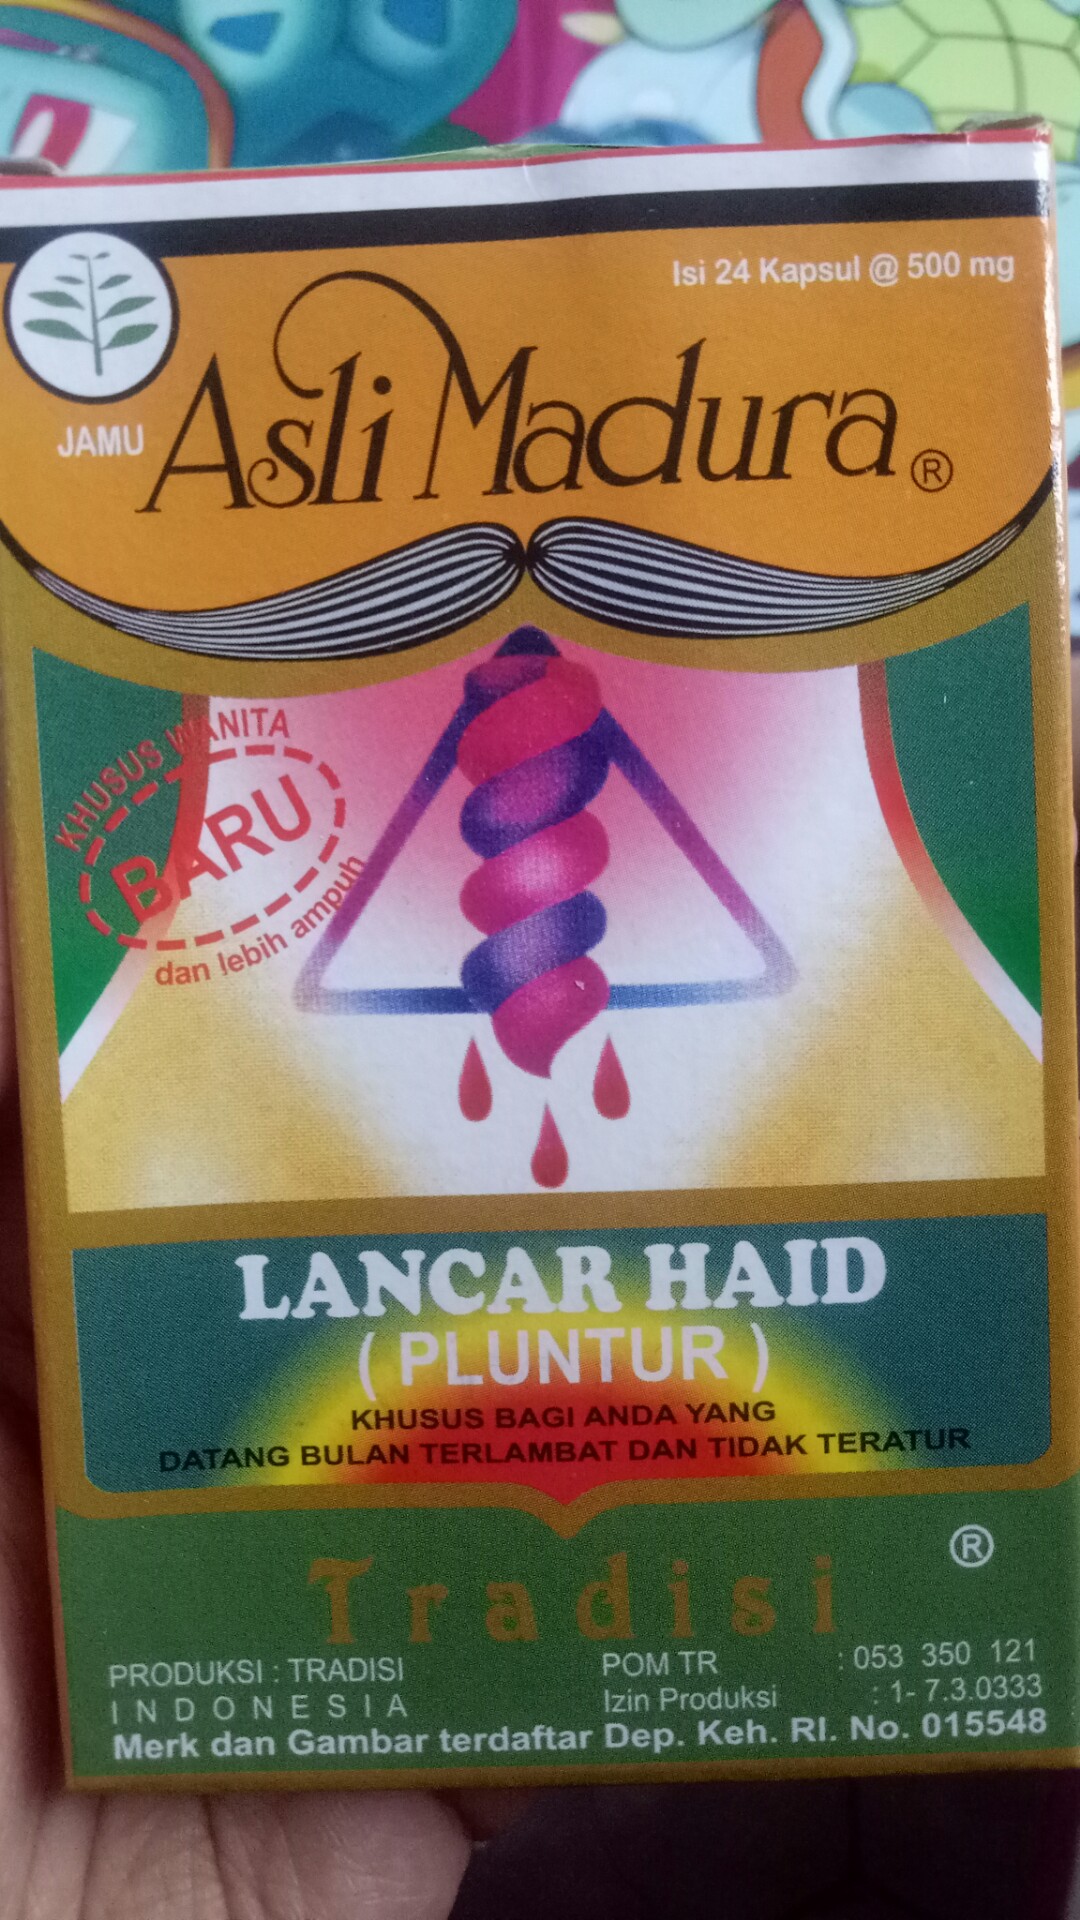 Isi 24 Kapsul @ 500 mg
JAMU
Asli Madura ®
KHUSUS WANITA
BARU
dan lebih ampuh
LANCAR HAID
( PLUNTUR )
KHUSUS BAGI ANDA YANG
DATANG BULAN TERLAMBAT DAN TIDAK TERATUR
Tradisi ®
PRODUKSI : TRADISI
INDONESIA
POM TR : 053 350 121
Izin Produksi : 1- 7.3.0333
Merk dan Gambar terdaftar Dep. Keh. RI. No. 015548